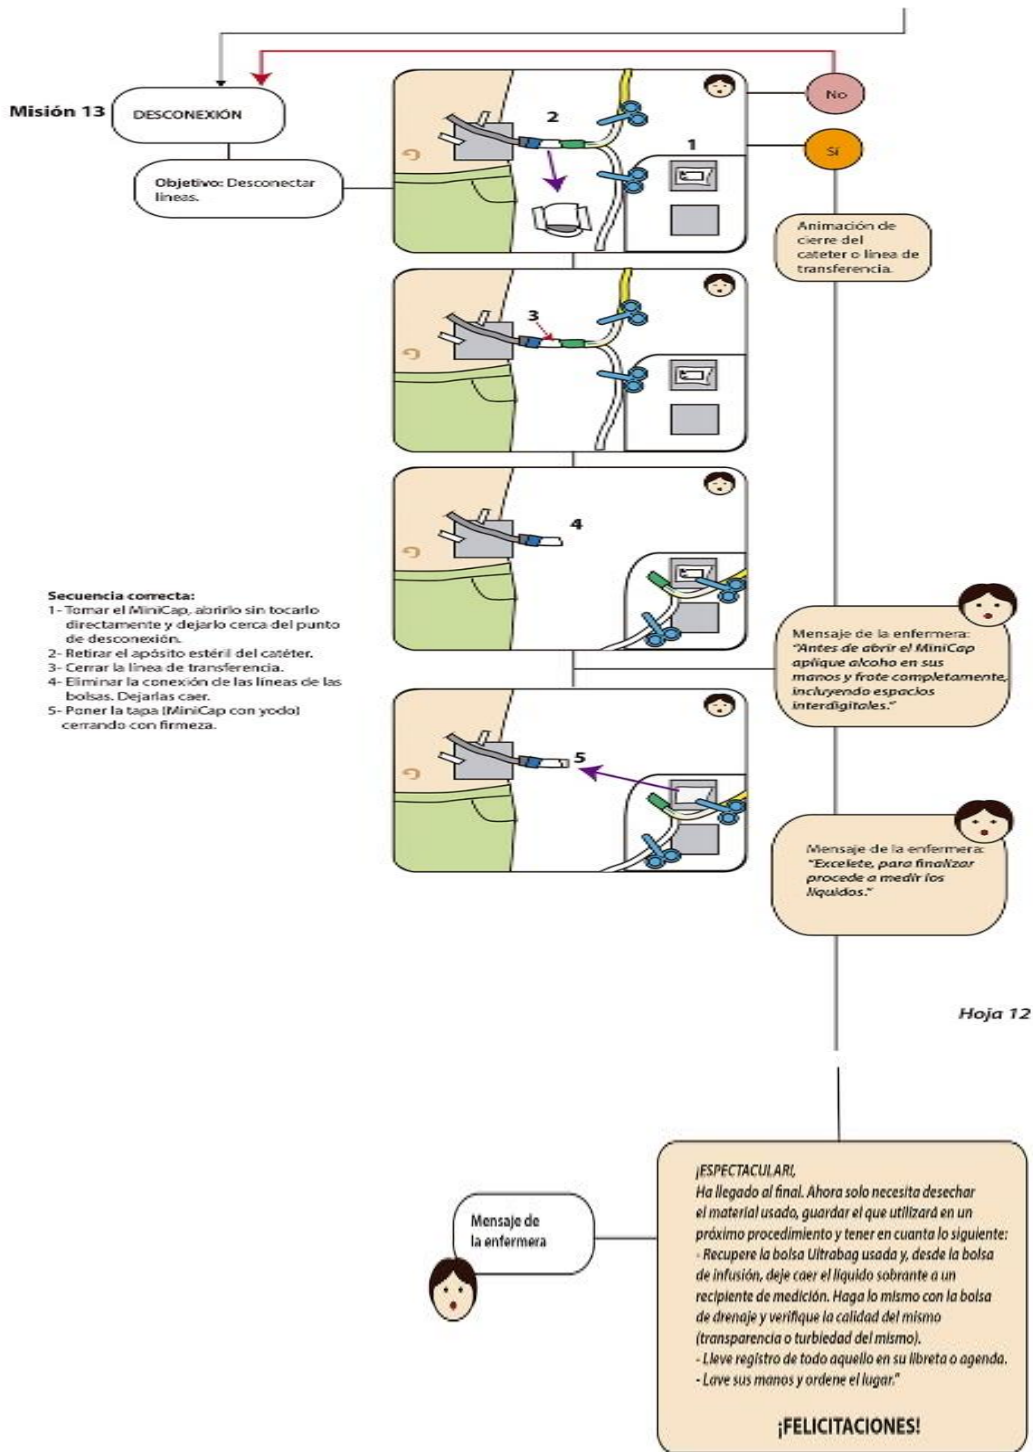 Misión 13
DESCONEXIÓN
Objetivo: Desconectar
líneas.
2
1
No
Sí
Animación de
cierre del
cateter o línea de
transferencia.
3
4
Secuencia correcta:
1- Tomar el MiniCap, abrirlo sin tocarlo
directamente y dejarlo cerca del punto
de desconexión.
2- Retirar el apósito estéril del catéter.
3- Cerrar la línea de transferencia.
4- Eliminar la conexión de las líneas de las
bolsas. Dejarlas caer.
5- Poner la tapa (MiniCap con yodo)
cerrando con firmeza.
Mensaje de la enfermera:
"Antes de abrir el MiniCap
aplique alcoho en sus
manos y frote completamente,
incluyendo espacios
interdigitales."
5
Mensaje de la enfermera:
"Excelete, para finalizar
procede a medir los
líquidos."
Hoja 12
Mensaje de
la enfermera
¡ESPECTACULAR!,
Ha llegado al final. Ahora solo necesita desechar
el material usado, guardar el que utilizará en un
próximo procedimiento y tener en cuanta lo siguiente:
- Recupere la bolsa Ultrabag usada y, desde la bolsa
de infusión, deje caer el líquido sobrante a un
recipiente de medición. Haga lo mismo con la bolsa
de drenaje y verifique la calidad del mismo
(transparencia o turbiedad del mismo).
- Lleve registro de todo aquello en su libreta o agenda.
- Lave sus manos y ordene el lugar."
¡FELICITACIONES!